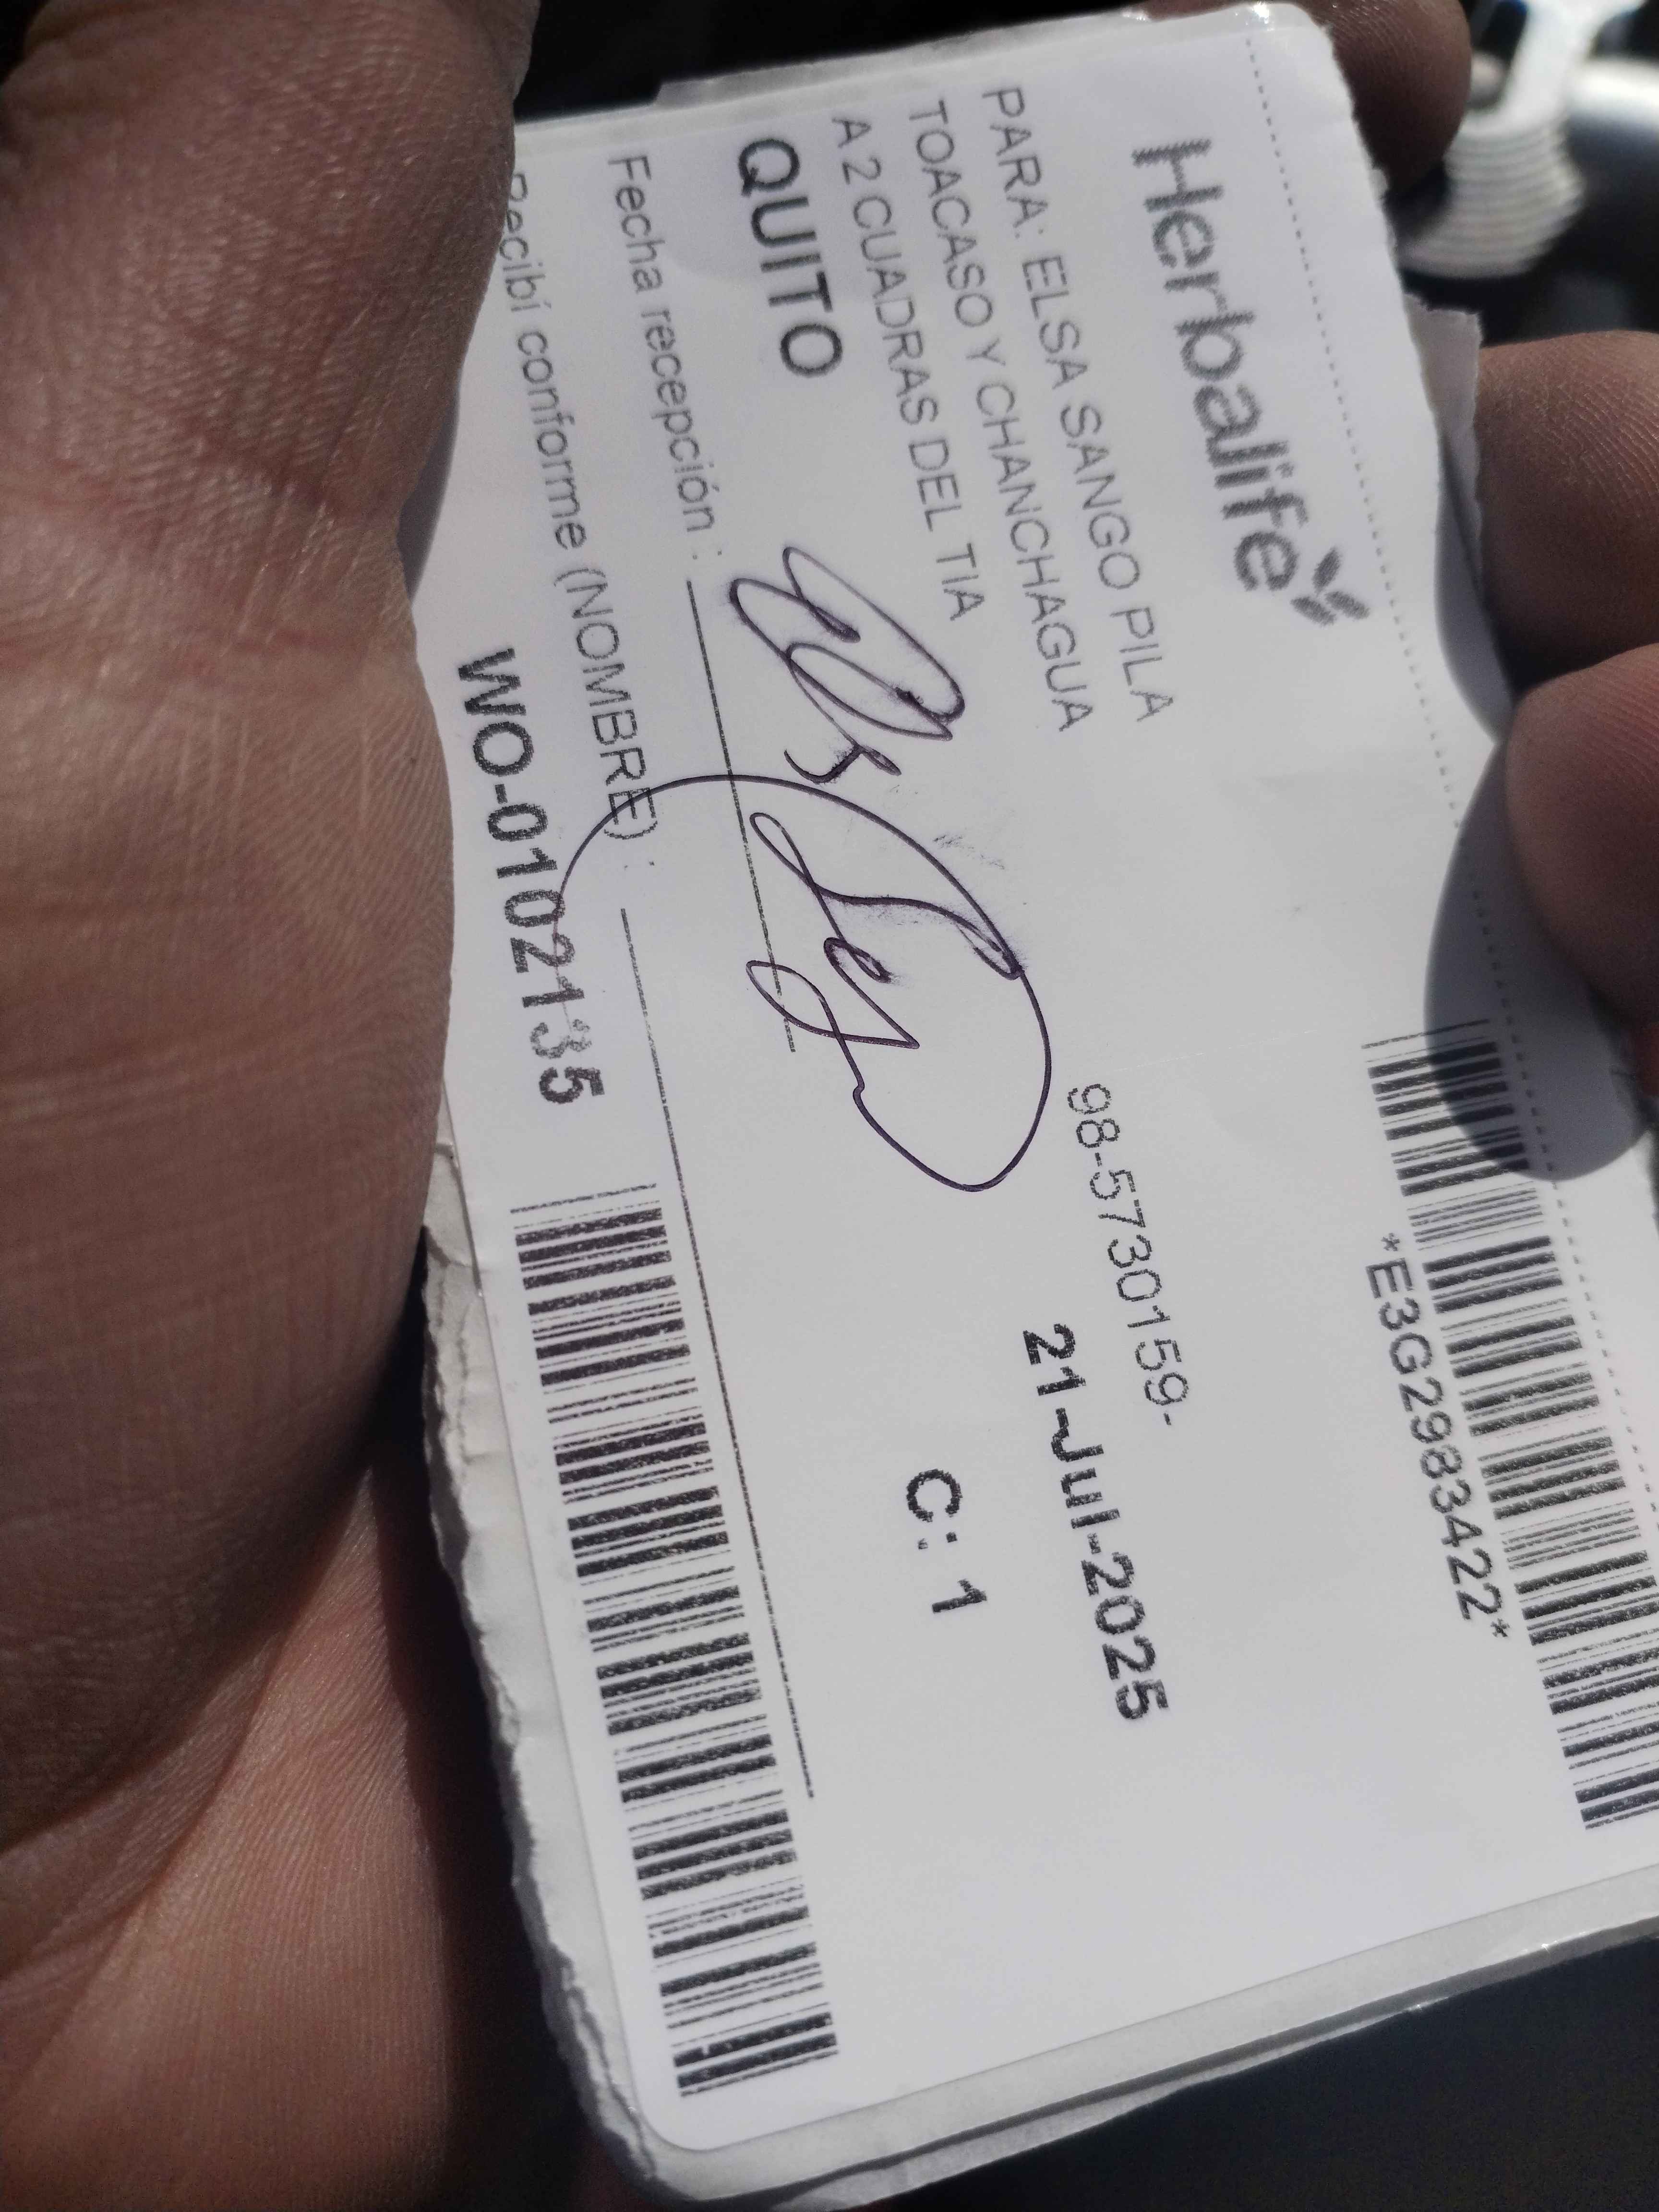 Herbalife
*E3G2983422*
PARA: ELSA SANGO PILA
98-5730159-
TOACASO Y CHANCHAGUA
21-Jul-2025
A 2 CUADRAS DEL TIA
QUITO
C: 1
Fecha recepción :
Recibí conforme (NOMBRE) :
WO-0102135